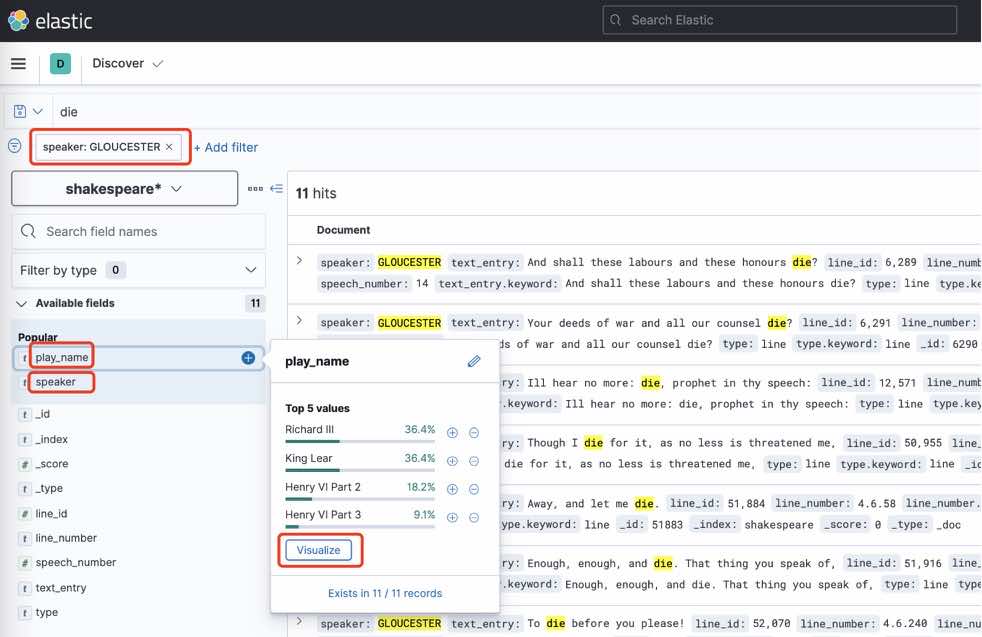 elastic
Search Elastic
D
Discover
die
speaker: GLOUCESTER ×
+ Add filter
shakespeare*
11 hits
Search field names
Document
Filter by type 0
speaker: GLOUCESTER text_entry: And shall these labours and these honours die? line_id: 6,289 line_numb
speech_number: 14 text_entry.keyword: And shall these labours and these honours die? type: line type.ke
Available fields 11
speaker: GLOUCESTER text_entry: Your deeds of war and all our counsel die? line_id: 6,291 line_number:
ds of war and all our counsel die? type: line type.keyword: line _id: 6290
Popular
t play_name
t speaker
t _id
t _index
# _score
t _type
# line_id
t line_number
# speech_number
t text_entry
t type
play_name
Top 5 values
Richard III 36.4%
King Lear 36.4%
Henry VI Part 2 18.2%
Henry VI Part 3 9.1%
Visualize
Exists in 11 / 11 records
ry: Ill hear no more: die, prophet in thy speech: line_id: 12,571 line_numb
.keyword: Ill hear no more: die, prophet in thy speech: type: line type.key
ry: Though I die for it, as no less is threatened me, line_id: 50,955 line_
die for it, as no less is threatened me, type: line type.keyword: line _id
ry: Away, and let me die. line_id: 51,884 line_number: 4.6.58 line_number.
ype.keyword: line _id: 51883 _index: shakespeare _score: 0 _type: _doc
ry: Enough, enough, and die. That thing you speak of, line_id: 51,916 line_
.keyword: Enough, enough, and die. That thing you speak of, type: line type
speaker: GLOUCESTER text_entry: To die before you please! line_id: 52,070 line_number: 4.6.240 line_